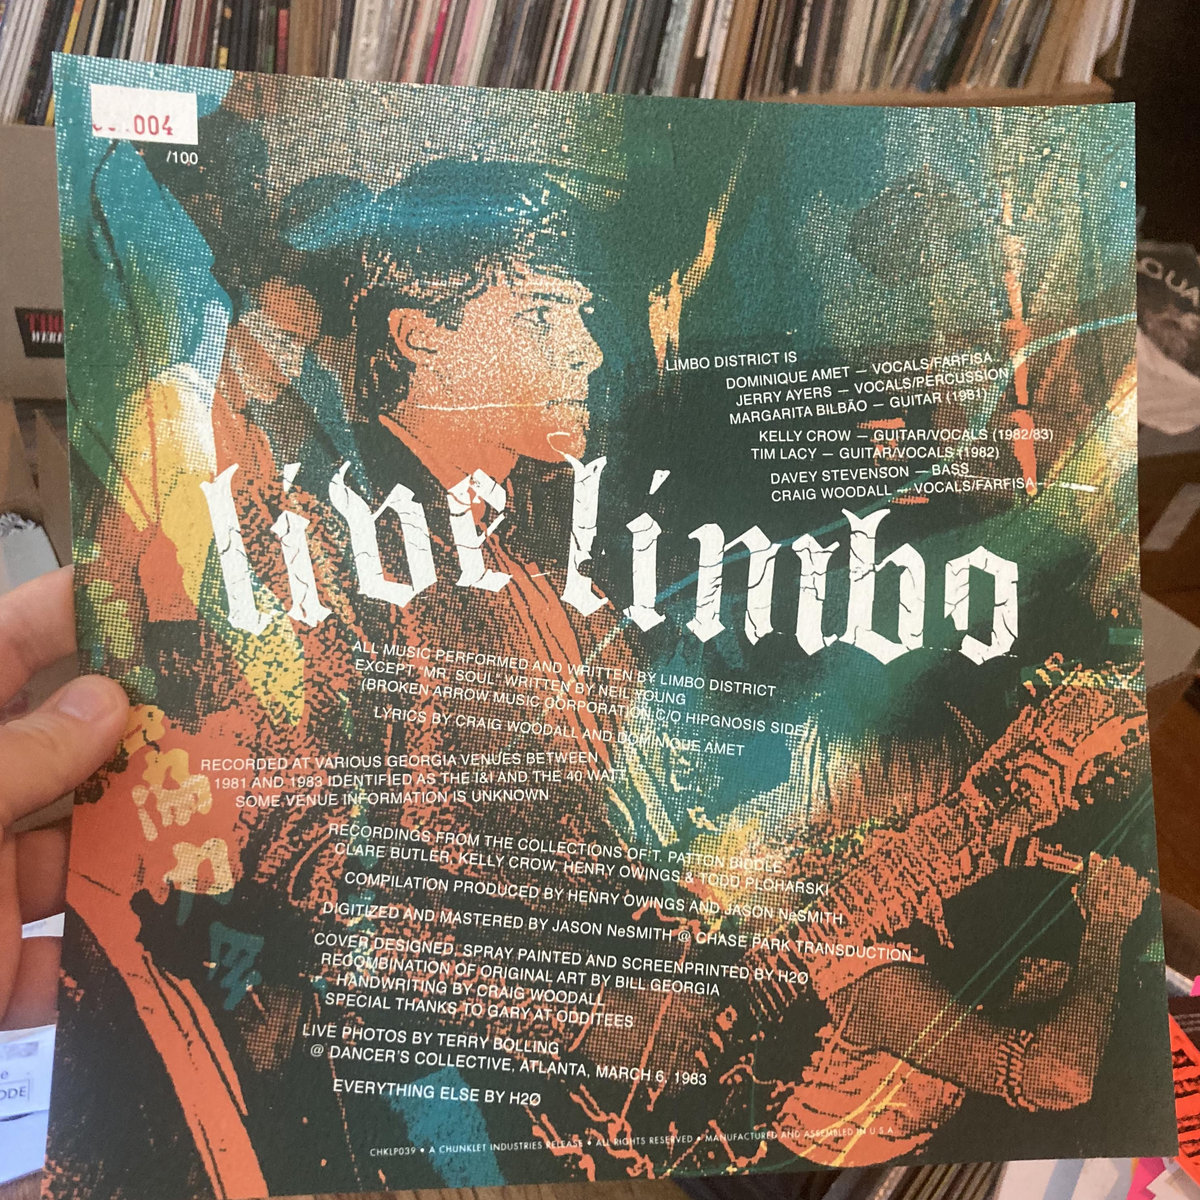 004
/100
LIMBO DISTRICT IS
DOMINIQUE AMET — VOCALS/FARFISA
JERRY AYERS — VOCALS/PERCUSSION
MARGARITA BILBÃO — GUITAR (1981)
KELLY CROW — GUITAR/VOCALS (1982/83)
TIM LACY — GUITAR/VOCALS (1982)
DAVEY STEVENSON — BASS
CRAIG WOODALL — VOCALS/FARFISA
live limbo
ALL MUSIC PERFORMED AND WRITTEN BY LIMBO DISTRICT
EXCEPT "MR. SOUL" WRITTEN BY NEIL YOUNG
(BROKEN ARROW MUSIC CORPORATION C/O HIPGNOSIS SIDE)
LYRICS BY CRAIG WOODALL AND DOMINIQUE AMET
RECORDED AT VARIOUS GEORGIA VENUES BETWEEN
1981 AND 1983 IDENTIFIED AS THE I&I AND THE 40 WATT
SOME VENUE INFORMATION IS UNKNOWN
RECORDINGS FROM THE COLLECTIONS OF T. PATTON BIDDLE,
CLARE BUTLER, KELLY CROW, HENRY OWINGS & TODD PLOHARSKI
COMPILATION PRODUCED BY HENRY OWINGS AND JASON NeSMITH
DIGITIZED AND MASTERED BY JASON NeSMITH @ CHASE PARK TRANSDUCTION
COVER DESIGNED, SPRAY PAINTED AND SCREENPRINTED BY H2Ø
RECOMBINATION OF ORIGINAL ART BY BILL GEORGIA
HANDWRITING BY CRAIG WOODALL
SPECIAL THANKS TO GARY AT ODDITEES
LIVE PHOTOS BY TERRY BOLLING
@ DANCER'S COLLECTIVE, ATLANTA, MARCH 6, 1983
EVERYTHING ELSE BY H2Ø
CHKLP039 • A CHUNKLET INDUSTRIES RELEASE • ALL RIGHTS RESERVED • MANUFACTURED AND ASSEMBLED IN U.S.A.